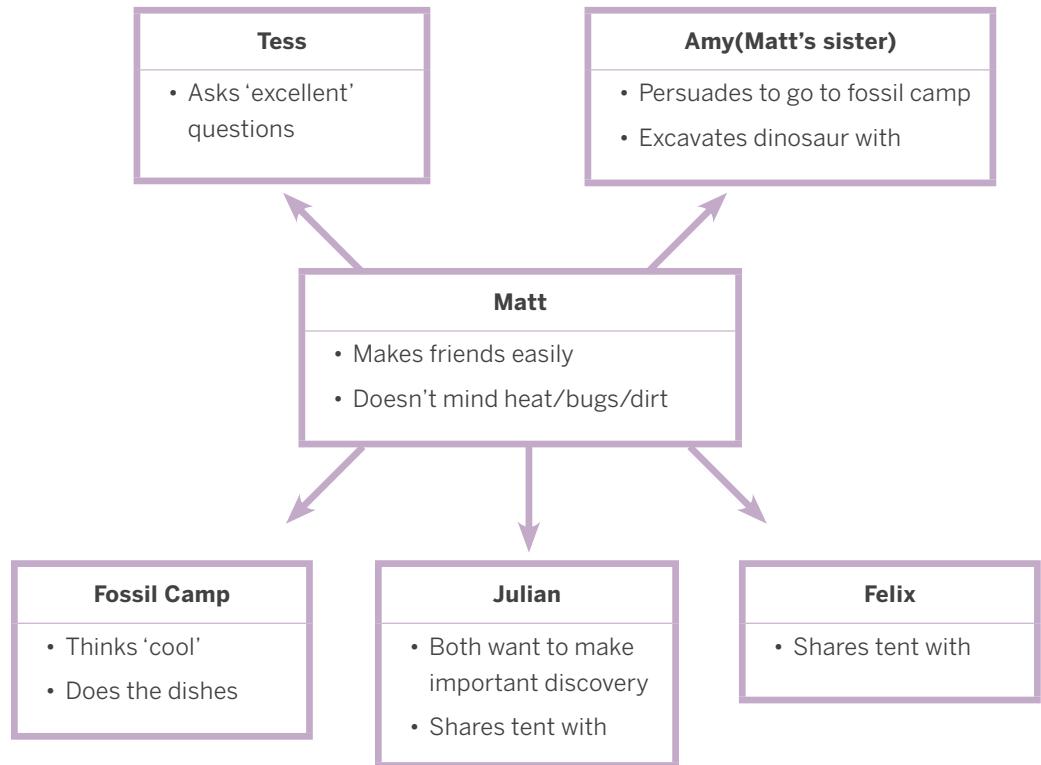 Tess
• Asks ‘excellent’
questions
Amy(Matt’s sister)
• Persuades to go to fossil camp
• Excavates dinosaur with
Matt
• Makes friends easily
• Doesn’t mind heat/bugs/dirt
Fossil Camp
• Thinks ‘cool’
• Does the dishes
Julian
• Both want to make
important discovery
• Shares tent with
Felix
• Shares tent with